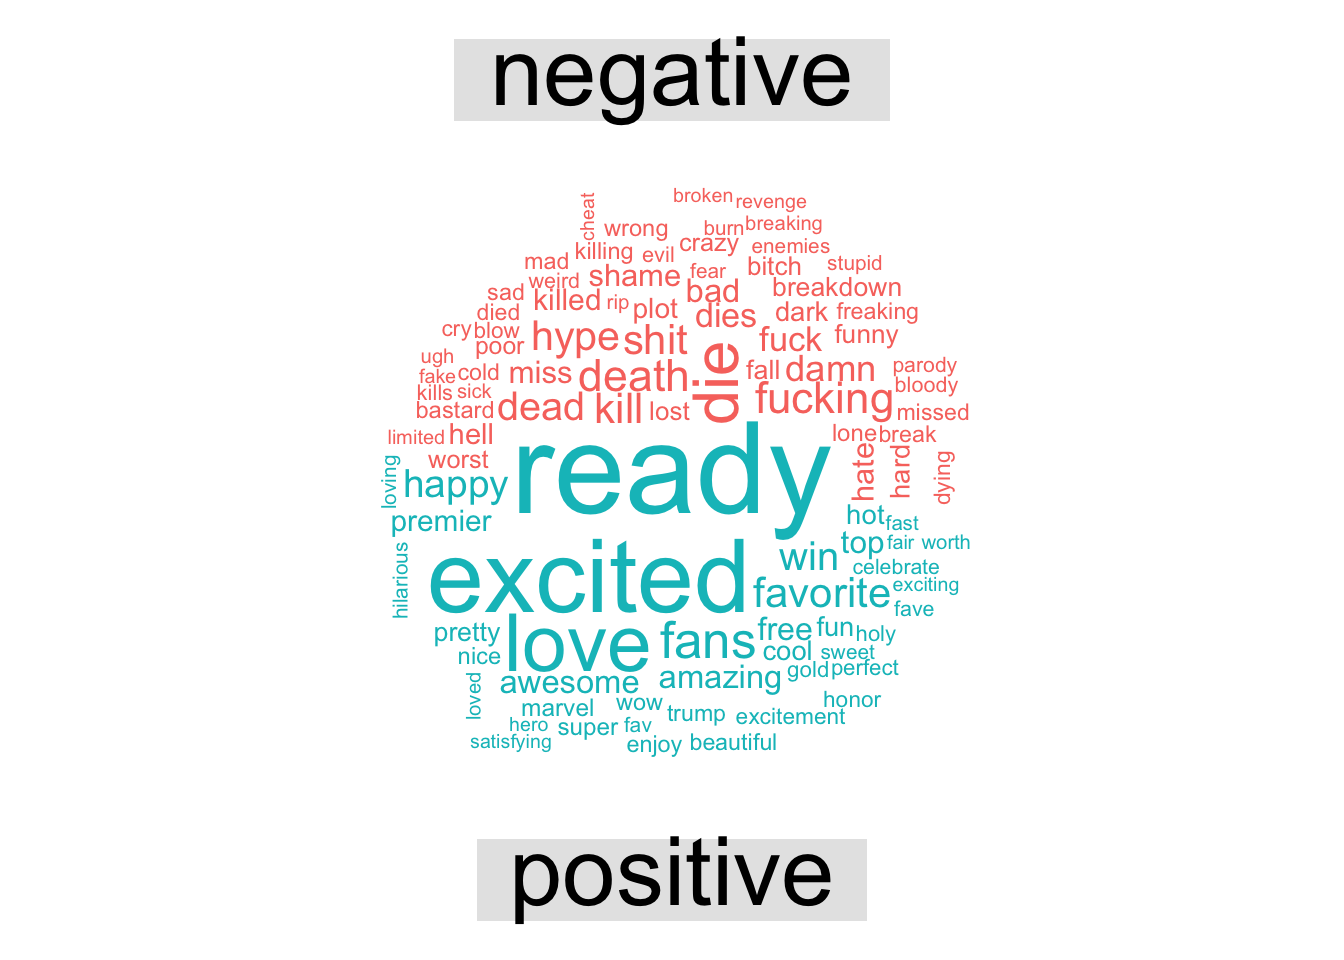 negative
broken
revenge
cheat
wrong
burn
breaking
crazy
enemies
killing
evil
mad
fear
bitch
stupid
weird
shame
sad
killed
rip
plot
bad
breakdown
died
dies
dark
freaking
cry
blow
hype
shit
fuck
funny
poor
ugh
cold
miss
death
die
fall
damn
parody
fake
kills
sick
bloody
bastard
dead
kill
lost
fucking
missed
limited
hell
lone
break
worst
hate
hard
dying
loving
happy
ready
premier
hot
fast
hilarious
excited
win
top
fair
worth
celebrate
favorite
exciting
fave
pretty
love
fans
free
fun
holy
nice
cool
sweet
loved
awesome
amazing
gold
perfect
marvel
wow
trump
excitement
honor
hero
super
fav
satisfying
enjoy
beautiful
positive